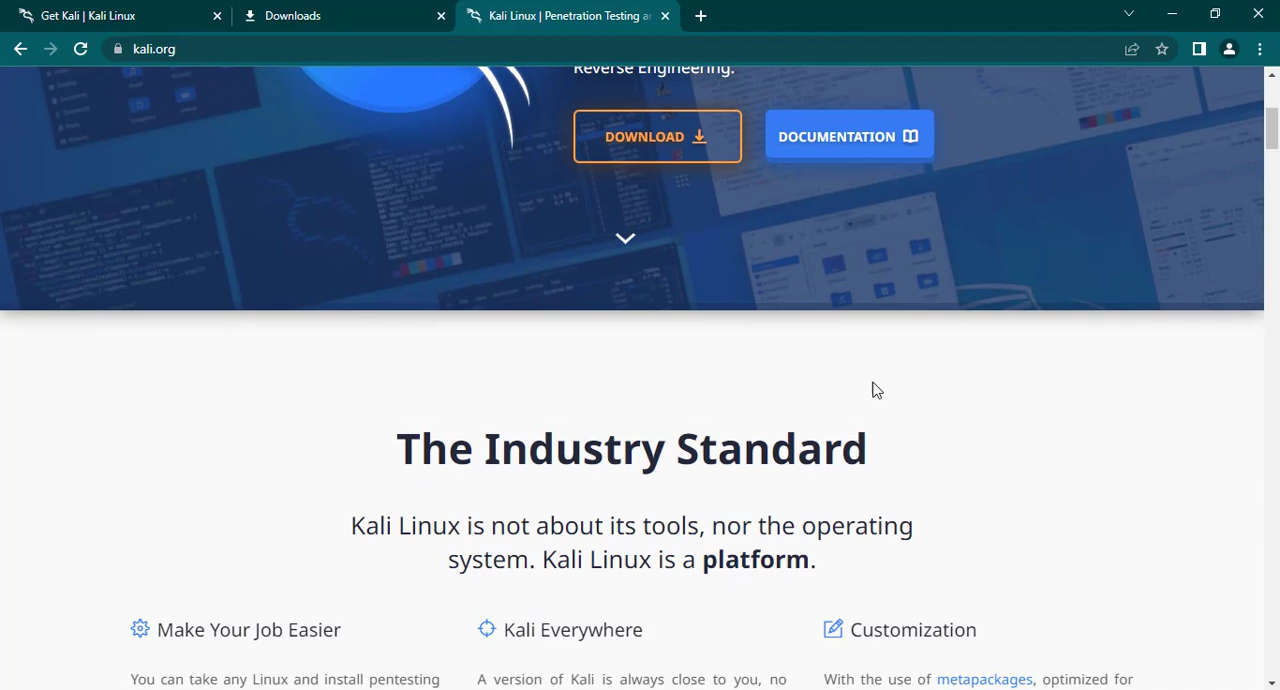 Get Kali | Kali Linux
Downloads
Kali Linux | Penetration Testing a
kali.org
Reverse Engineering.
DOWNLOAD
DOCUMENTATION
The Industry Standard
Kali Linux is not about its tools, nor the operating
system. Kali Linux is a platform.
Make Your Job Easier
Kali Everywhere
Customization
You can take any Linux and install pentesting
A version of Kali is always close to you, no
With the use of metapackages, optimized for